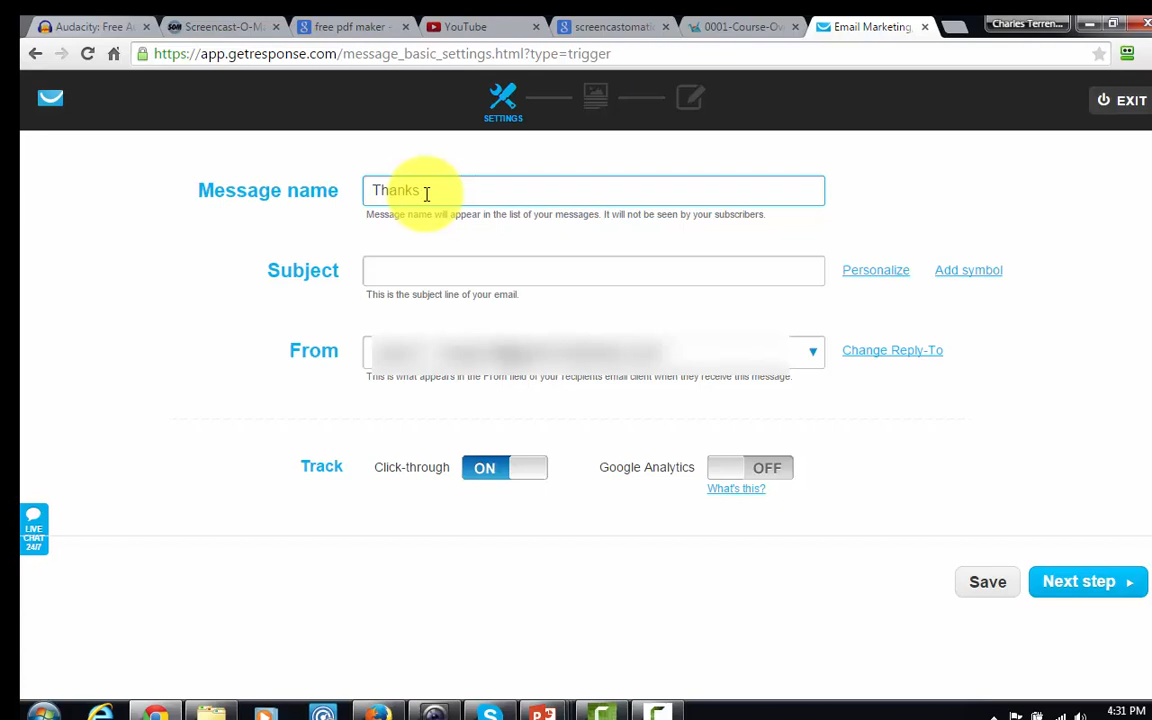 Audacity: Free Au
Screencast-O-M
free pdf maker -
YouTube
screencastomatic
0001-Course-Ov
Email Marketing,
Charles Terren...
https://app.getresponse.com/message_basic_settings.html?type=trigger
SETTINGS
EXIT
Message name
Thanks
Message name will appear in the list of your messages. It will not be seen by your subscribers.
Subject
Personalize
Add symbol
This is the subject line of your email.
From
Change Reply-To
This is what appears in the From field of your recipients email client when they receive this message.
Track
Click-through
ON
Google Analytics
OFF
What's this?
LIVE
CHAT
24/7
Save
Next step
4:31 PM